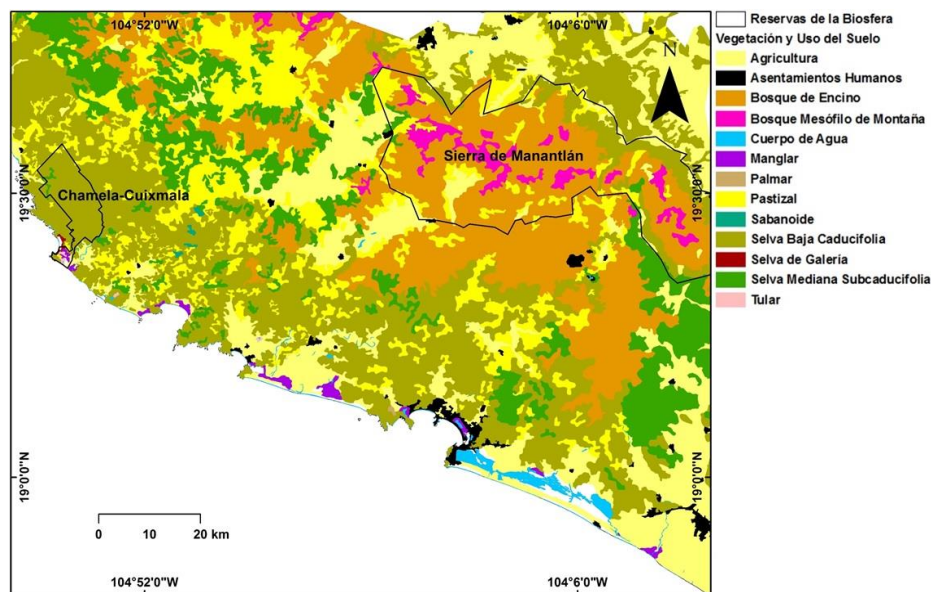 104°52'0"W
104°6'0"W
N
Sierra de Manantlán
Chamela-Cuixmala
19°30'0"N
19°30'0"N
19°0'0"N
19°0'0"N
0 10 20 km
104°52'0"W
104°6'0"W
Reservas de la Biosfera
Vegetación y Uso del Suelo
Agricultura
Asentamientos Humanos
Bosque de Encino
Bosque Mesófilo de Montaña
Cuerpo de Agua
Manglar
Palmar
Pastizal
Sabanoide
Selva Baja Caducifolia
Selva de Galería
Selva Mediana Subcaducifolia
Tular